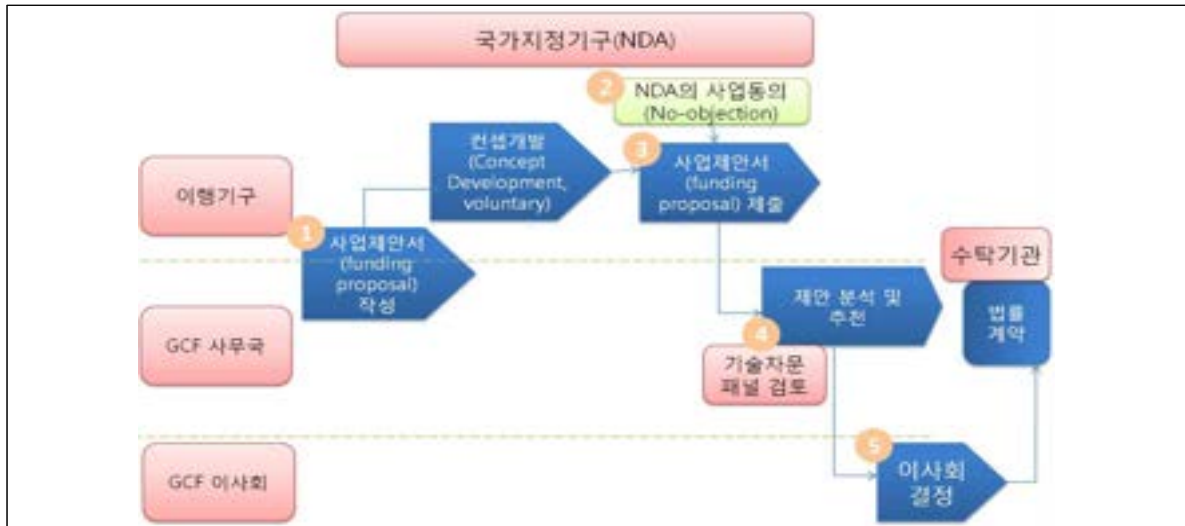 국가지정기구(NDA)
2
NDA의 사업동의
(No-objection)
컨셉개발
(Concept
Development,
voluntary)
3
사업제안서
(funding
proposal) 제출
이행기구
1
사업제안서
(funding
proposal)
작성
수탁기관
제안 분석 및
추천
법률
계약
GCF 사무국
4
기술자문
패널 검토
5
이사회
결정
GCF 이사회